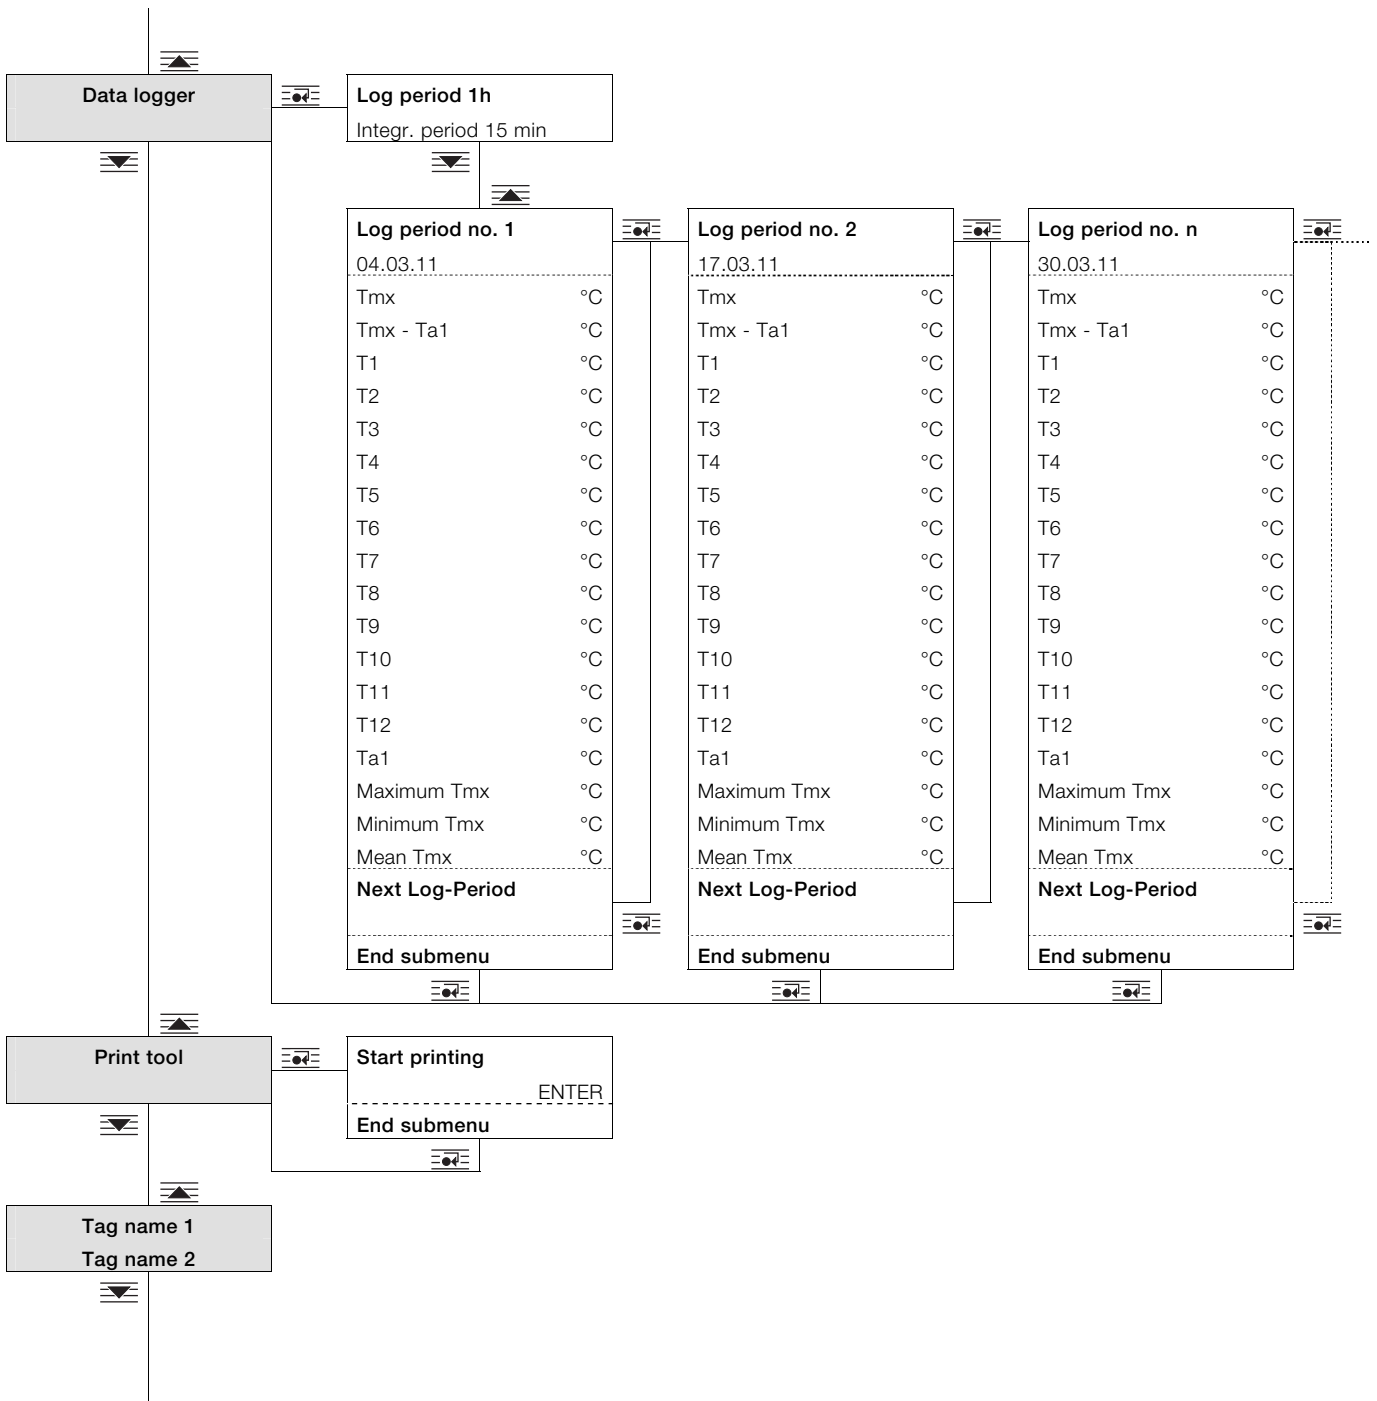 Data logger
Log period 1h
Integr. period 15 min
Log period no. 1
04.03.11
Tmx °C
Tmx - Ta1 °C
T1 °C
T2 °C
T3 °C
T4 °C
T5 °C
T6 °C
T7 °C
T8 °C
T9 °C
T10 °C
T11 °C
T12 °C
Ta1 °C
Maximum Tmx °C
Minimum Tmx °C
Mean Tmx °C
Next Log-Period
End submenu
Log period no. 2
17.03.11
Tmx °C
Tmx - Ta1 °C
T1 °C
T2 °C
T3 °C
T4 °C
T5 °C
T6 °C
T7 °C
T8 °C
T9 °C
T10 °C
T11 °C
T12 °C
Ta1 °C
Maximum Tmx °C
Minimum Tmx °C
Mean Tmx °C
Next Log-Period
End submenu
Log period no. n
30.03.11
Tmx °C
Tmx - Ta1 °C
T1 °C
T2 °C
T3 °C
T4 °C
T5 °C
T6 °C
T7 °C
T8 °C
T9 °C
T10 °C
T11 °C
T12 °C
Ta1 °C
Maximum Tmx °C
Minimum Tmx °C
Mean Tmx °C
Next Log-Period
End submenu
Print tool
Start printing
ENTER
End submenu
Tag name 1
Tag name 2